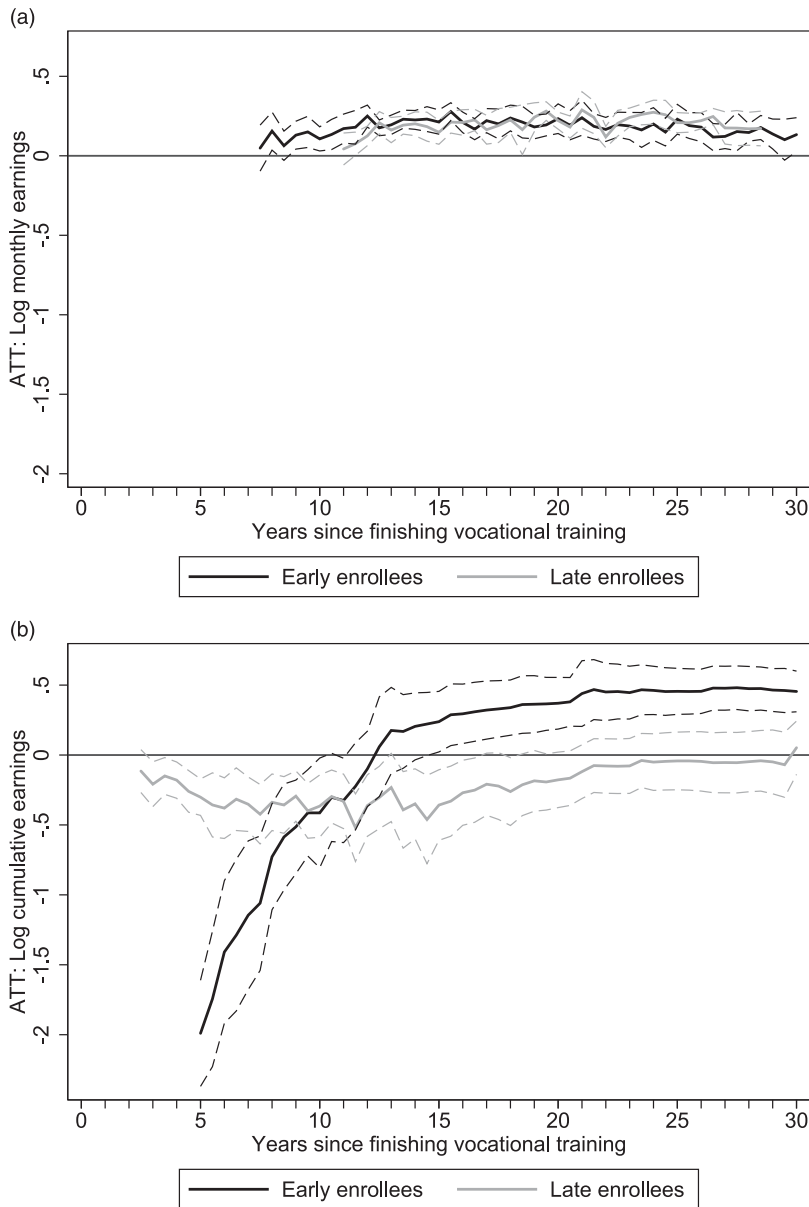 (a)
.5
0
-.5
-1
-1.5
-2
ATT: Log monthly earnings
0 5 10 15 20 25 30
Years since finishing vocational training
Early enrollees Late enrollees
(b)
.5
0
-.5
-1
-1.5
-2
ATT: Log cumulative earnings
0 5 10 15 20 25 30
Years since finishing vocational training
Early enrollees Late enrollees